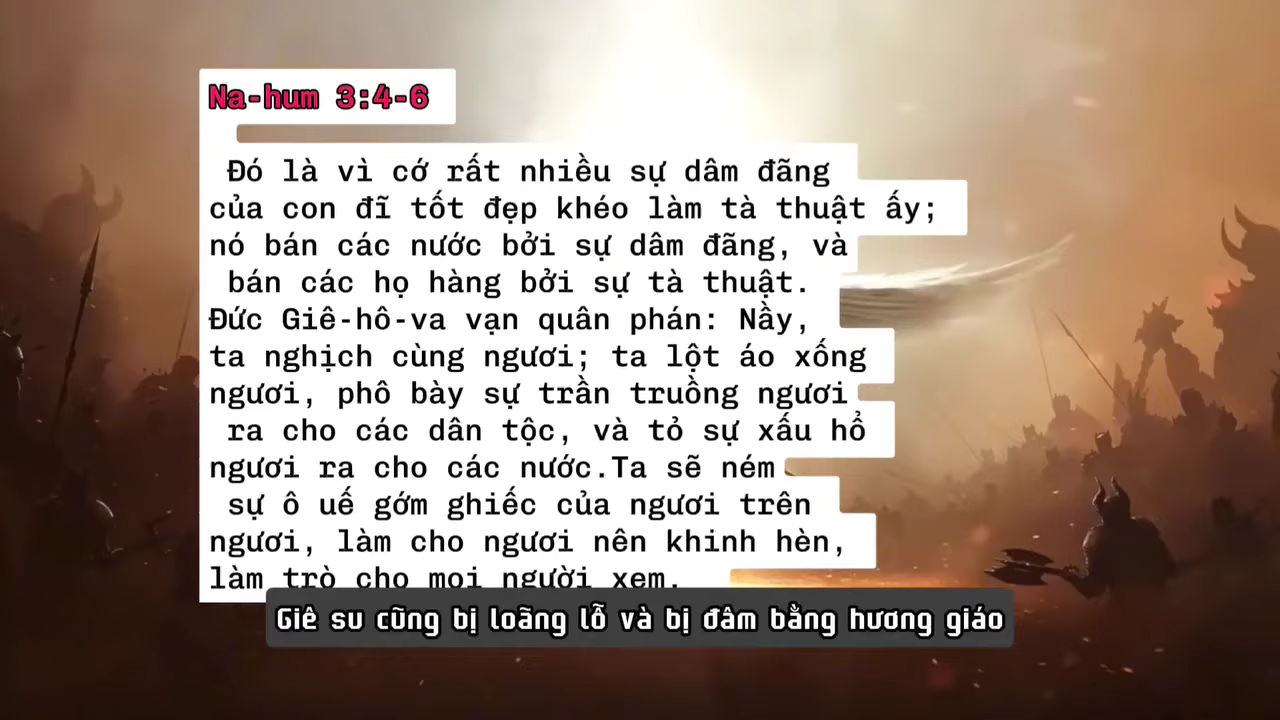 Na-hum 3:4-6
Đó là vì cớ rất nhiều sự dâm đãng
của con đĩ tốt đẹp khéo làm tà thuật ấy;
nó bán các nước bởi sự dâm đãng, và
bán các họ hàng bởi sự tà thuật.
Đức Giê-hô-va vạn quân phán: Nầy,
ta nghịch cùng ngươi; ta lột áo xống
ngươi, phô bày sự trần truồng ngươi
ra cho các dân tộc, và tỏ sự xấu hổ
ngươi ra cho các nước.Ta sẽ ném
sự ô uế gớm ghiếc của ngươi trên
ngươi, làm cho ngươi nên khinh hèn,
làm trò cho mọi người xem.
Giê su cũng bị loãng lỗ và bị đâm bằng hương giáo